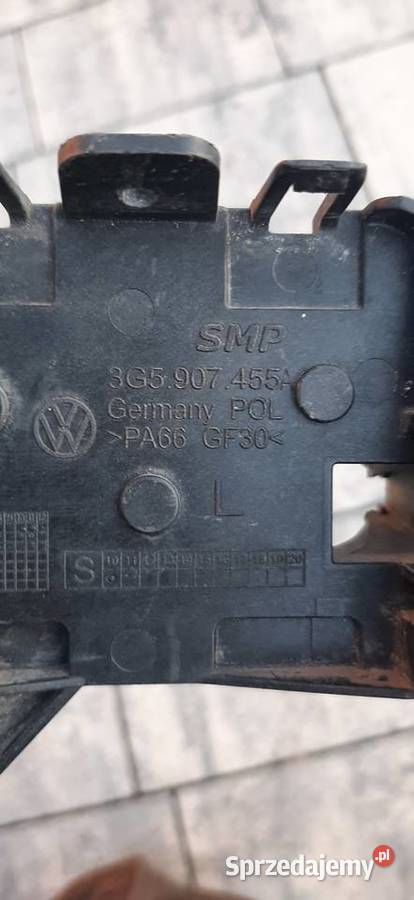 SMP
3G5.907.455A
Germany POL
>PA66 GF30<
L
S
Sprzedajemy.pl